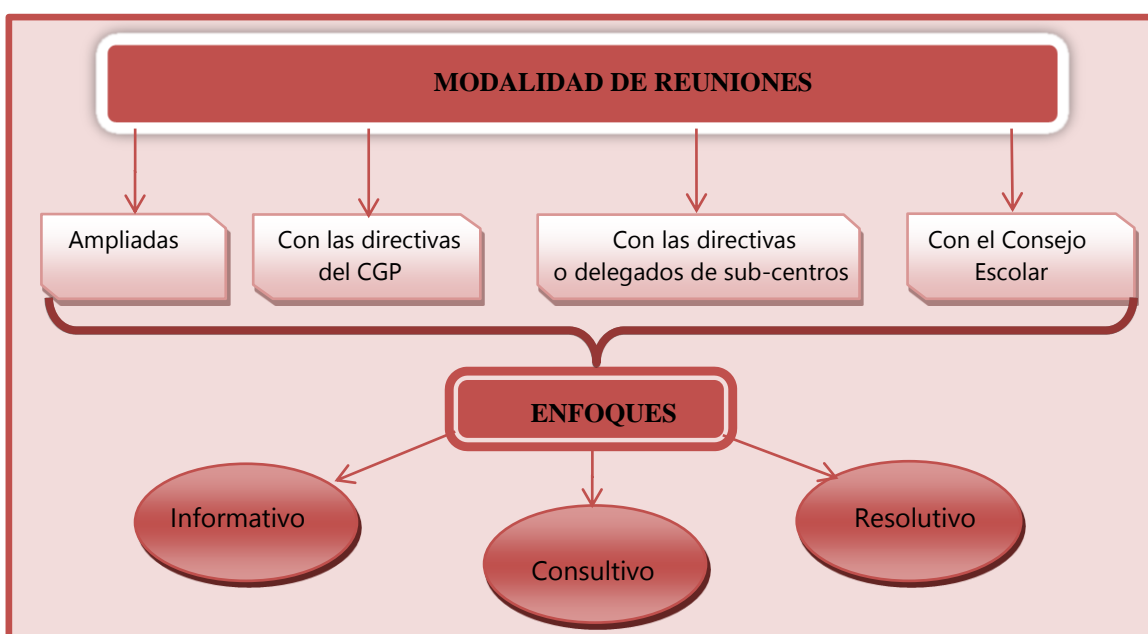 MODALIDAD DE REUNIONES
Ampliadas
Con las directivas
del CGP
Con las directivas
o delegados de sub-centros
Con el Consejo
Escolar
ENFOQUES
Informativo
Consultivo
Resolutivo